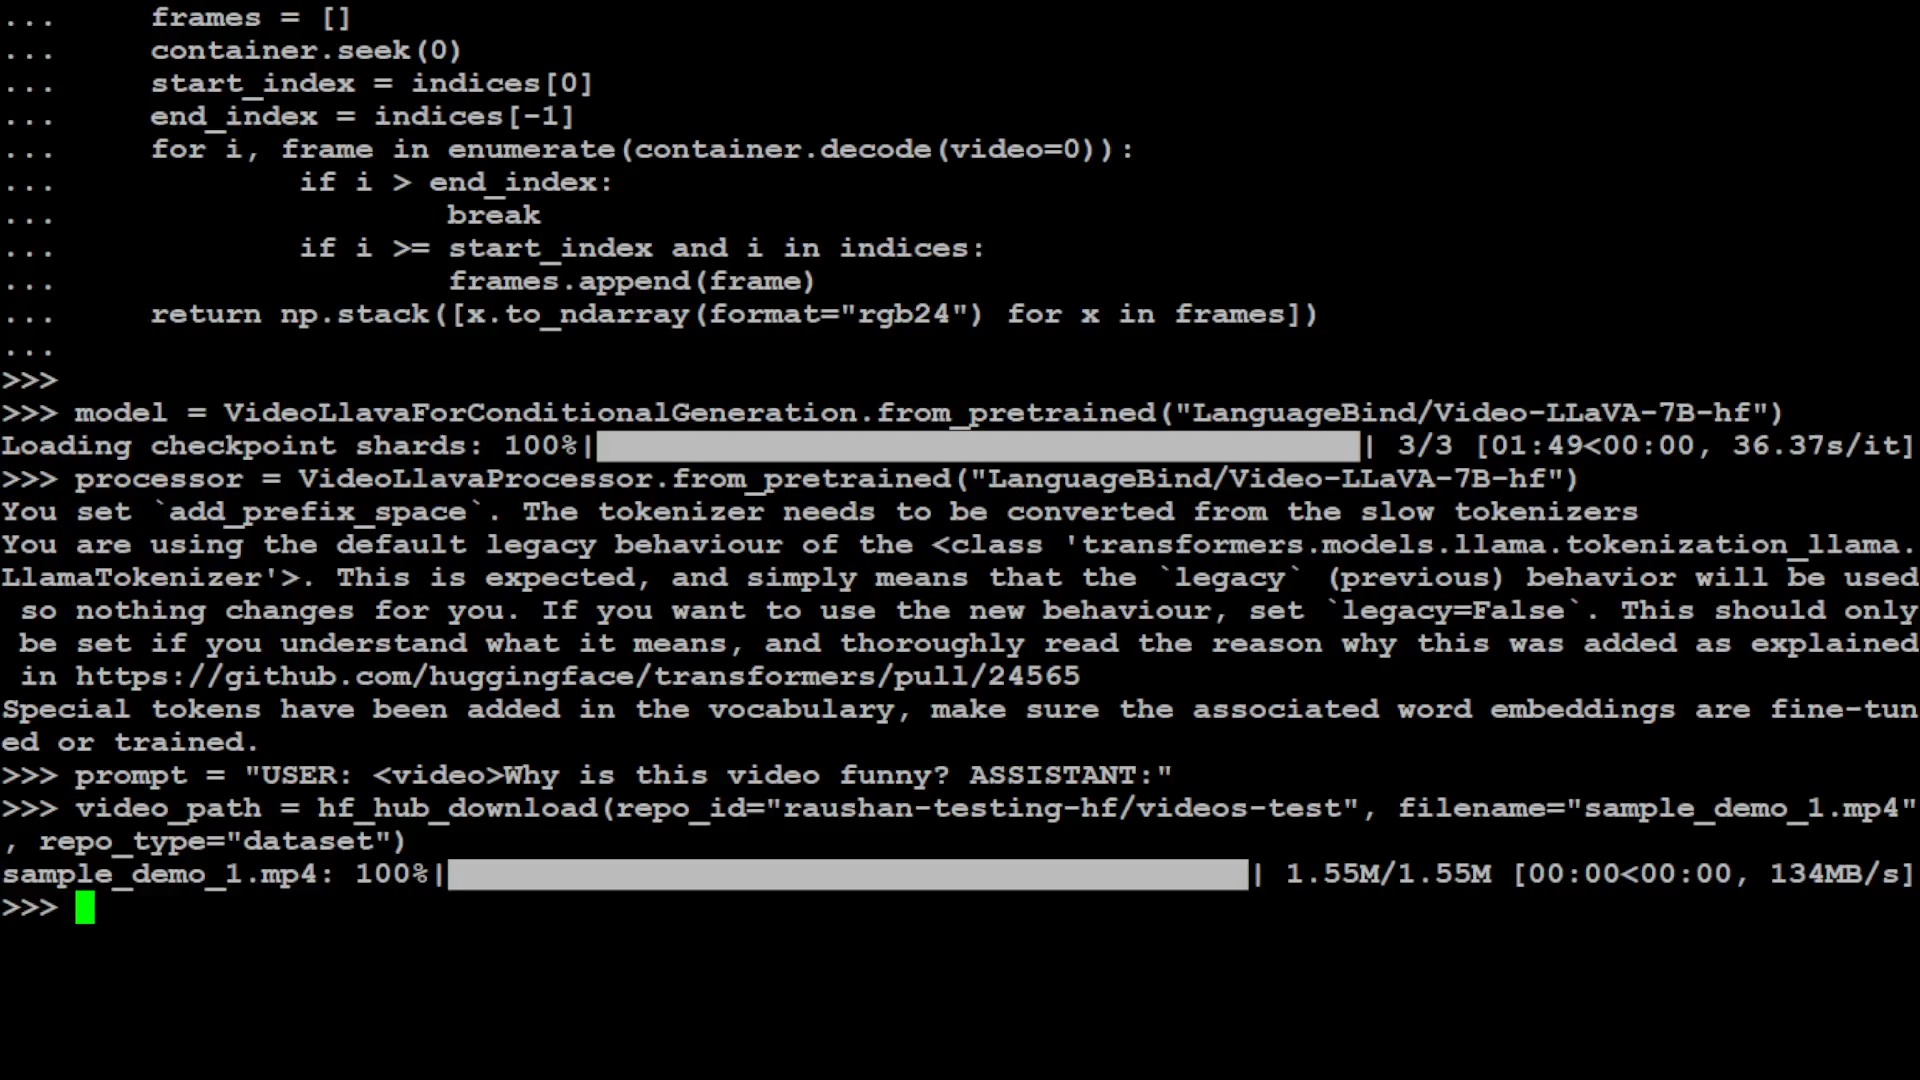 ...     frames = []
...     container.seek(0)
...     start_index = indices[0]
...     end_index = indices[-1]
...     for i, frame in enumerate(container.decode(video=0)):
...             if i > end_index:
...                     break
...             if i >= start_index and i in indices:
...                     frames.append(frame)
...     return np.stack([x.to_ndarray(format="rgb24") for x in frames])
...
>>>
>>> model = VideoLlavaForConditionalGeneration.from_pretrained("LanguageBind/Video-LLaVA-7B-hf")
Loading checkpoint shards: 100%|| 3/3 [01:49<00:00, 36.37s/it]
>>> processor = VideoLlavaProcessor.from_pretrained("LanguageBind/Video-LLaVA-7B-hf")
You set `add_prefix_space`. The tokenizer needs to be converted from the slow tokenizers
You are using the default legacy behaviour of the <class 'transformers.models.llama.tokenization_llama.
LlamaTokenizer'>. This is expected, and simply means that the `legacy` (previous) behavior will be used
 so nothing changes for you. If you want to use the new behaviour, set `legacy=False`. This should only
 be set if you understand what it means, and thoroughly read the reason why this was added as explained
 in https://github.com/huggingface/transformers/pull/24565
Special tokens have been added in the vocabulary, make sure the associated word embeddings are fine-tun
ed or trained.
>>> prompt = "USER: <video>Why is this video funny? ASSISTANT:"
>>> video_path = hf_hub_download(repo_id="raushan-testing-hf/videos-test", filename="sample_demo_1.mp4"
, repo_type="dataset")
sample_demo_1.mp4: 100%|| 1.55M/1.55M [00:00<00:00, 134MB/s]
>>>